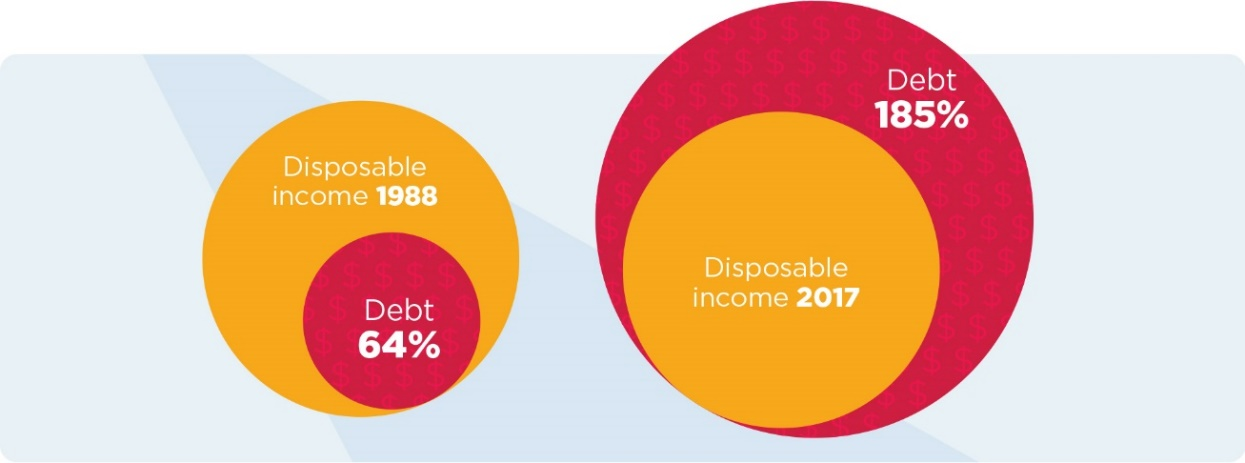 Disposable
income 1988
Debt
64%
Debt
185%
Disposable
income 2017